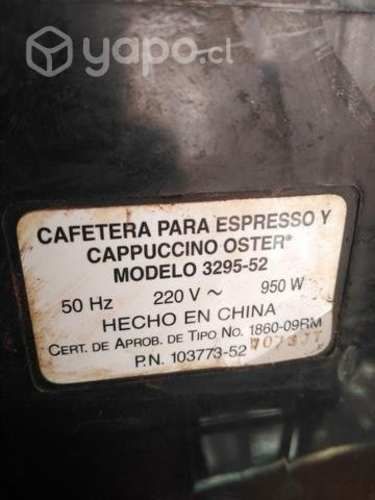 yapo.cl
CAFETERA PARA ESPRESSO Y
CAPPUCCINO OSTER®
MODELO 3295-52
50 Hz 220 V ~ 950 W
HECHO EN CHINA
CERT. DE APROB. DE TIPO NO. 1860-09RM
P.N. 103773-52